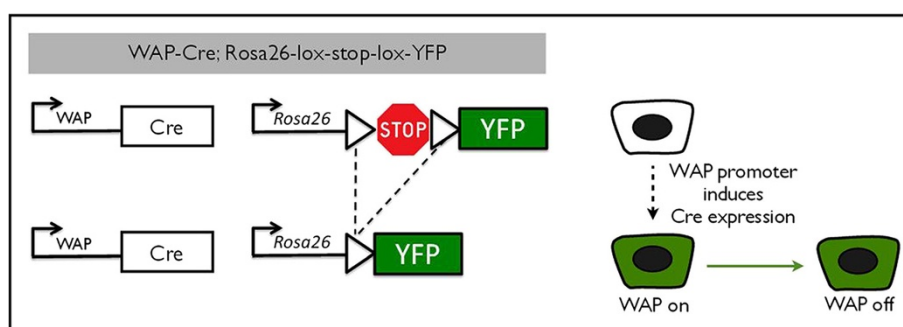 WAP-Cre; Rosa26-lox-stop-lox-YFP
WAP
Cre
Rosa26
STOP
YFP
WAP promoter
induces
Cre expression
WAP
Cre
Rosa26
YFP
WAP on
WAP off